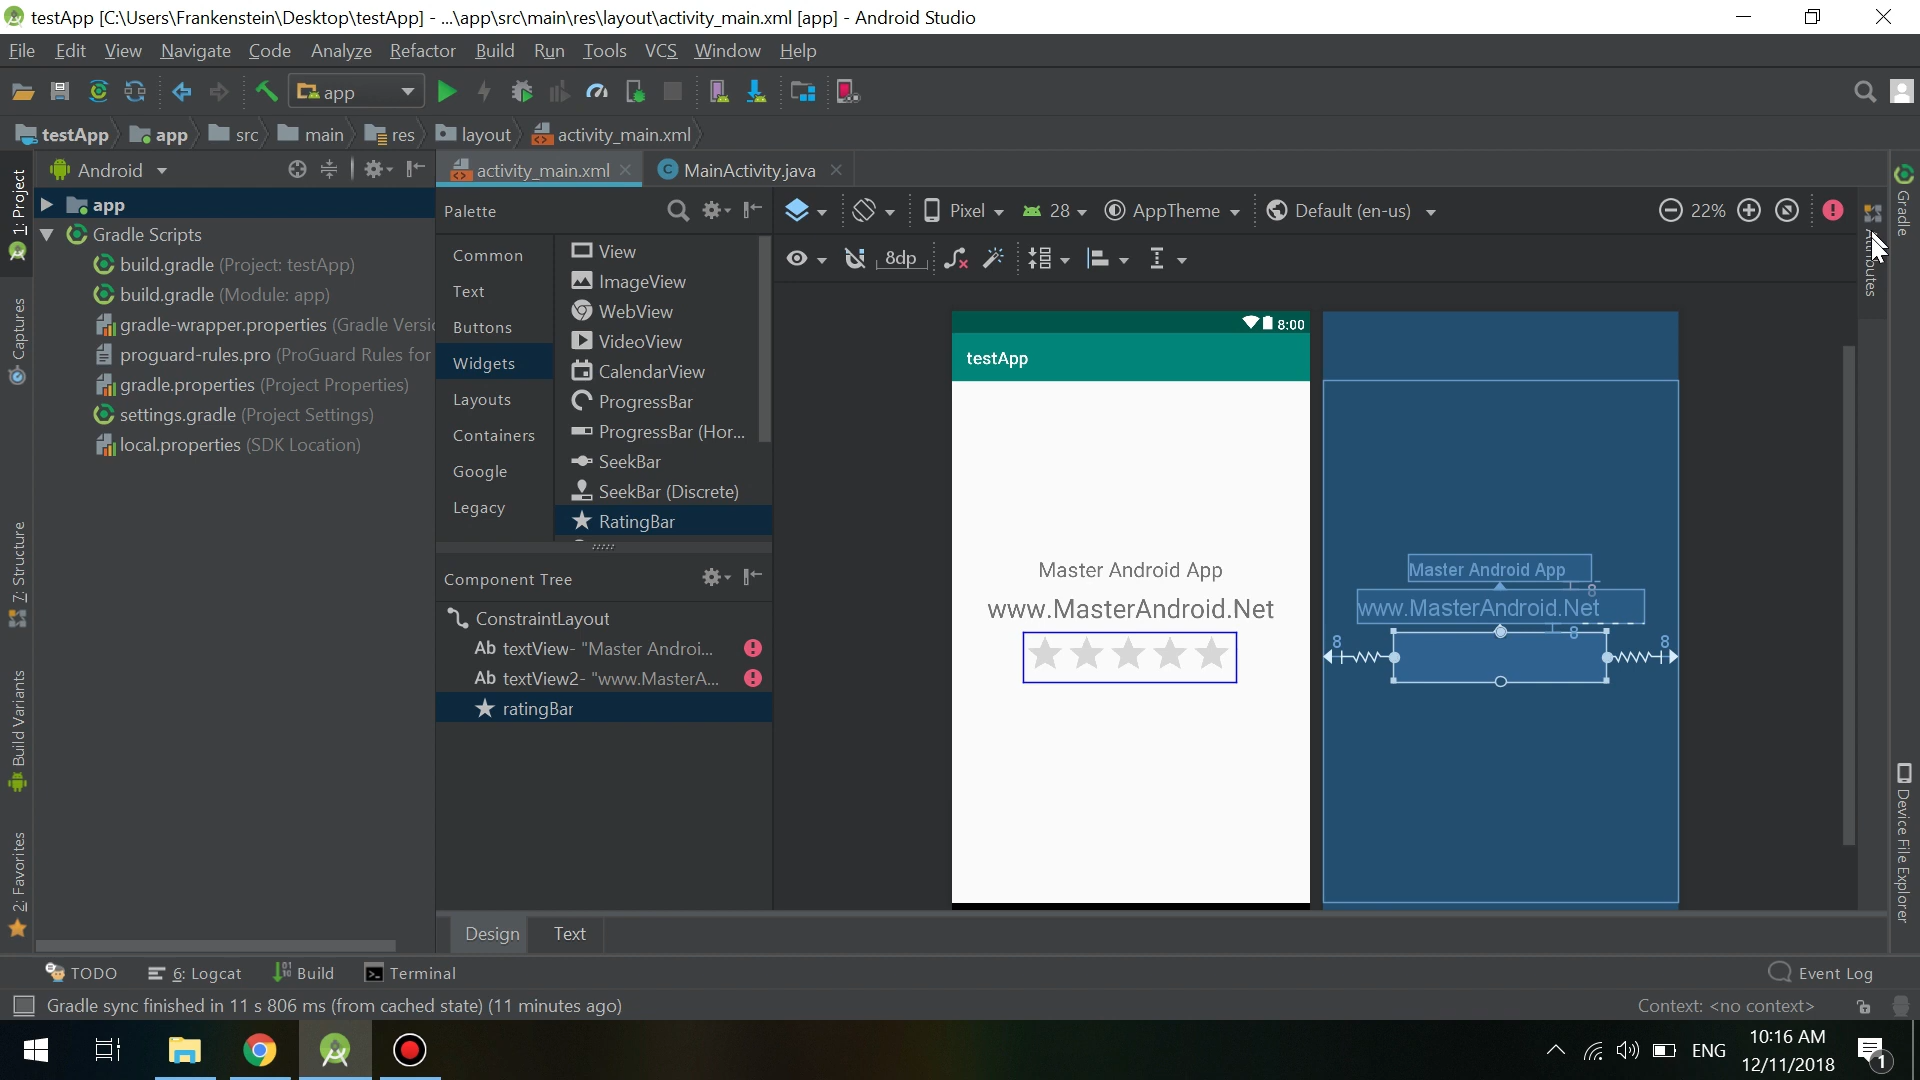 testApp [C:\Users\Frankenstein\Desktop\testApp] - ...\app\src\main\res\layout\activity_main.xml [app] - Android Studio
File Edit View Navigate Code Analyze Refactor Build Run Tools VCS Window Help
app
testApp app src main res layout activity_main.xml
Android
activity_main.xml MainActivity.java
1: Project
Captures
7: Structure
Build Variants
2: Favorites
app
Gradle Scripts
build.gradle (Project: testApp)
build.gradle (Module: app)
gradle-wrapper.properties (Gradle Versi
proguard-rules.pro (ProGuard Rules for
gradle.properties (Project Properties)
settings.gradle (Project Settings)
local.properties (SDK Location)
Palette
Common
Text
Buttons
Widgets
Layouts
Containers
Google
Legacy
View
ImageView
WebView
VideoView
CalendarView
ProgressBar
ProgressBar (Hor...
SeekBar
SeekBar (Discrete)
RatingBar
Component Tree
ConstraintLayout
Ab textView- "Master Androi...
Ab textView2- "www.MasterA...
ratingBar
Pixel 28 AppTheme Default (en-us) 22%
8dp
8:00
testApp
Master Android App
www.MasterAndroid.Net
Master Android App
8
www.MasterAndroid.Net
8
8
8
Gradle
Device File Explorer
Design Text
TODO 6: Logcat Build Terminal Event Log
Gradle sync finished in 11 s 806 ms (from cached state) (11 minutes ago) Context: <no context>
ENG
10:16 AM
12/11/2018
1